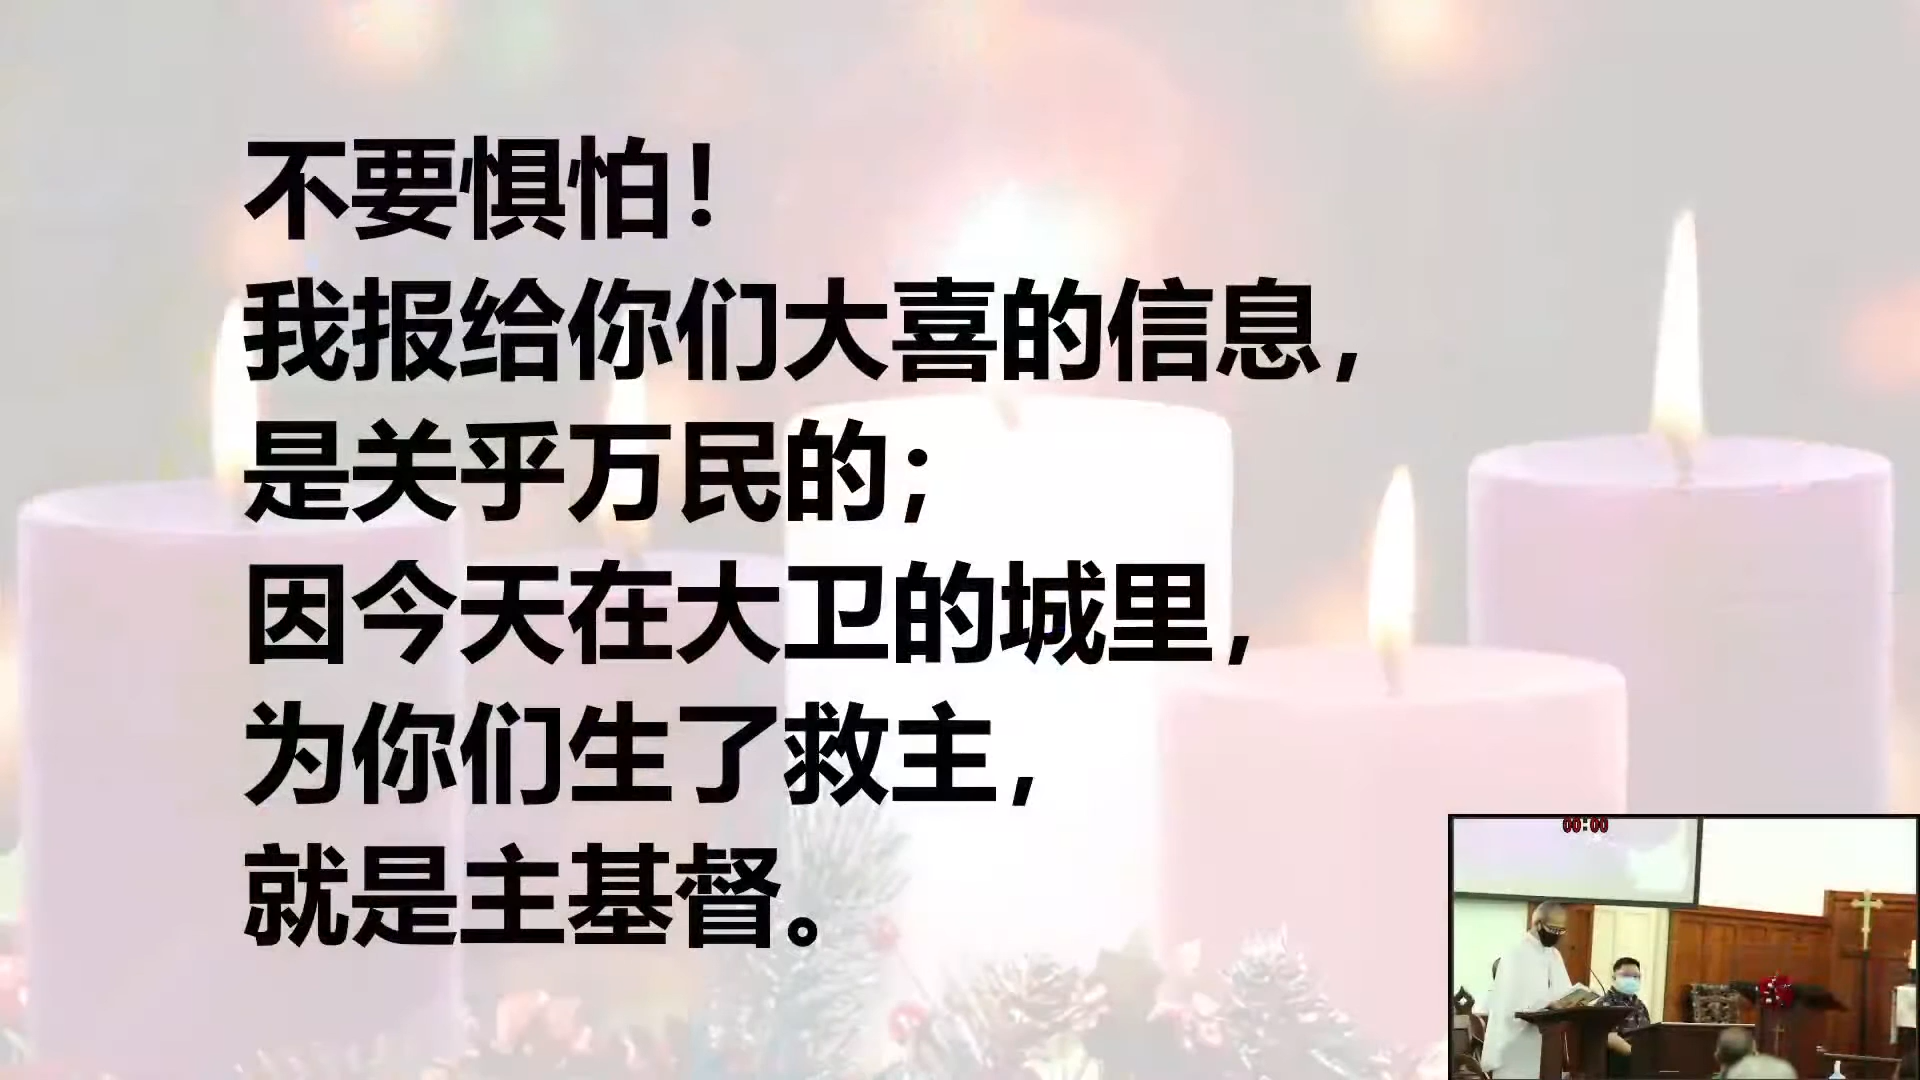 不要惧怕！
我报给你们大喜的信息，
是关乎万民的；
因今天在大卫的城里，
为你们生了救主，
就是主基督。
00:00